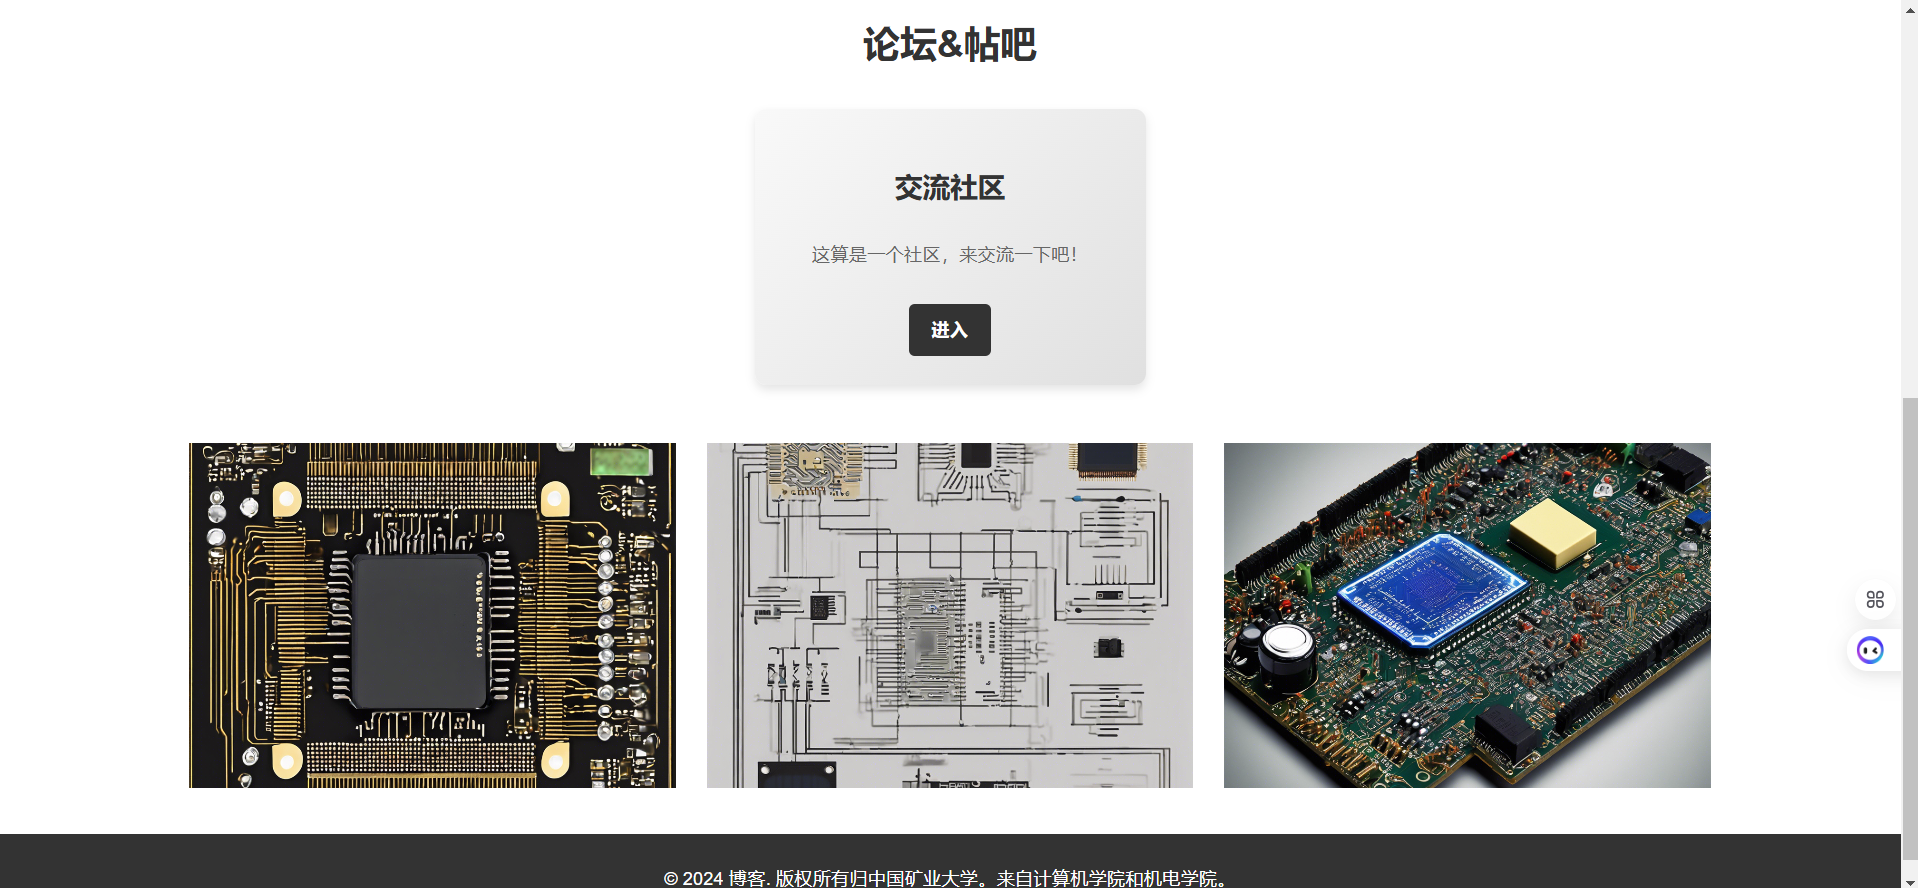 论坛&帖吧
交流社区
这算是一个社区，来交流一下吧！
进入
© 2024 博客. 版权所有归中国矿业大学。来自计算机学院和机电学院。